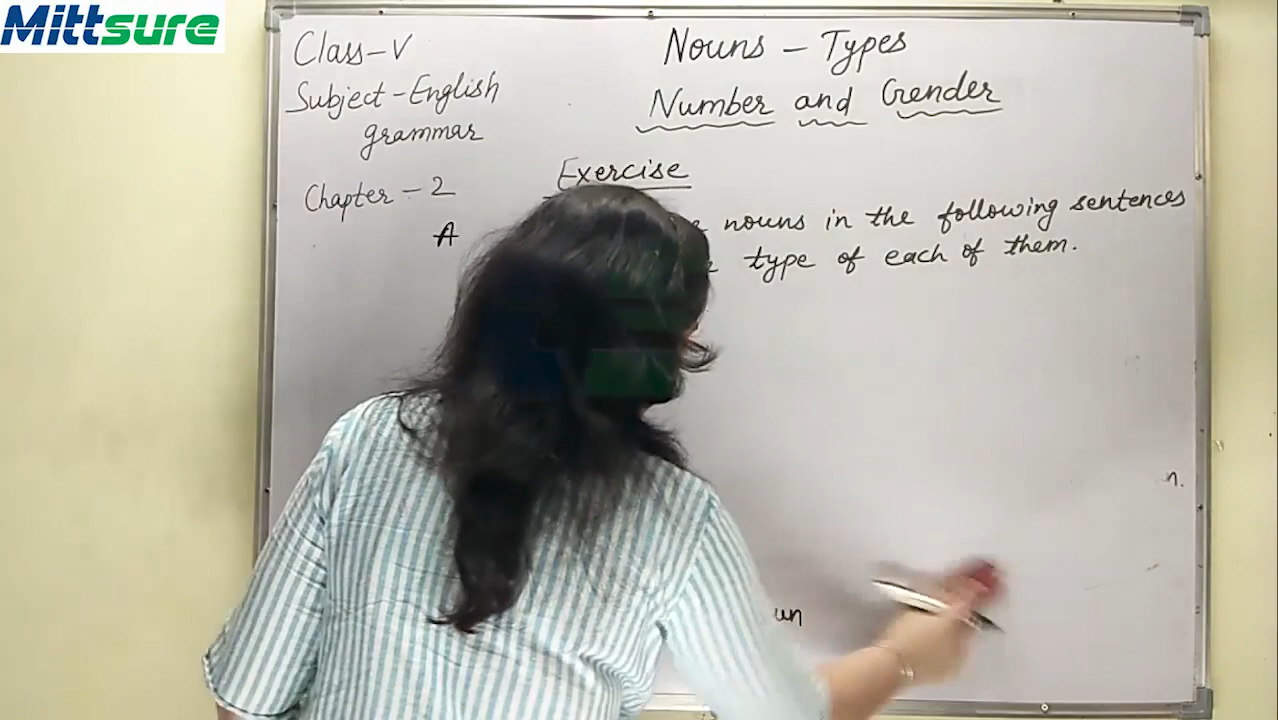 Mittsure
Class-V
Subject-English
grammar
Chapter-2
Nouns - Types
Number and Gender
Exercise
A
nouns in the following sentences
type of each of them.
n.
un